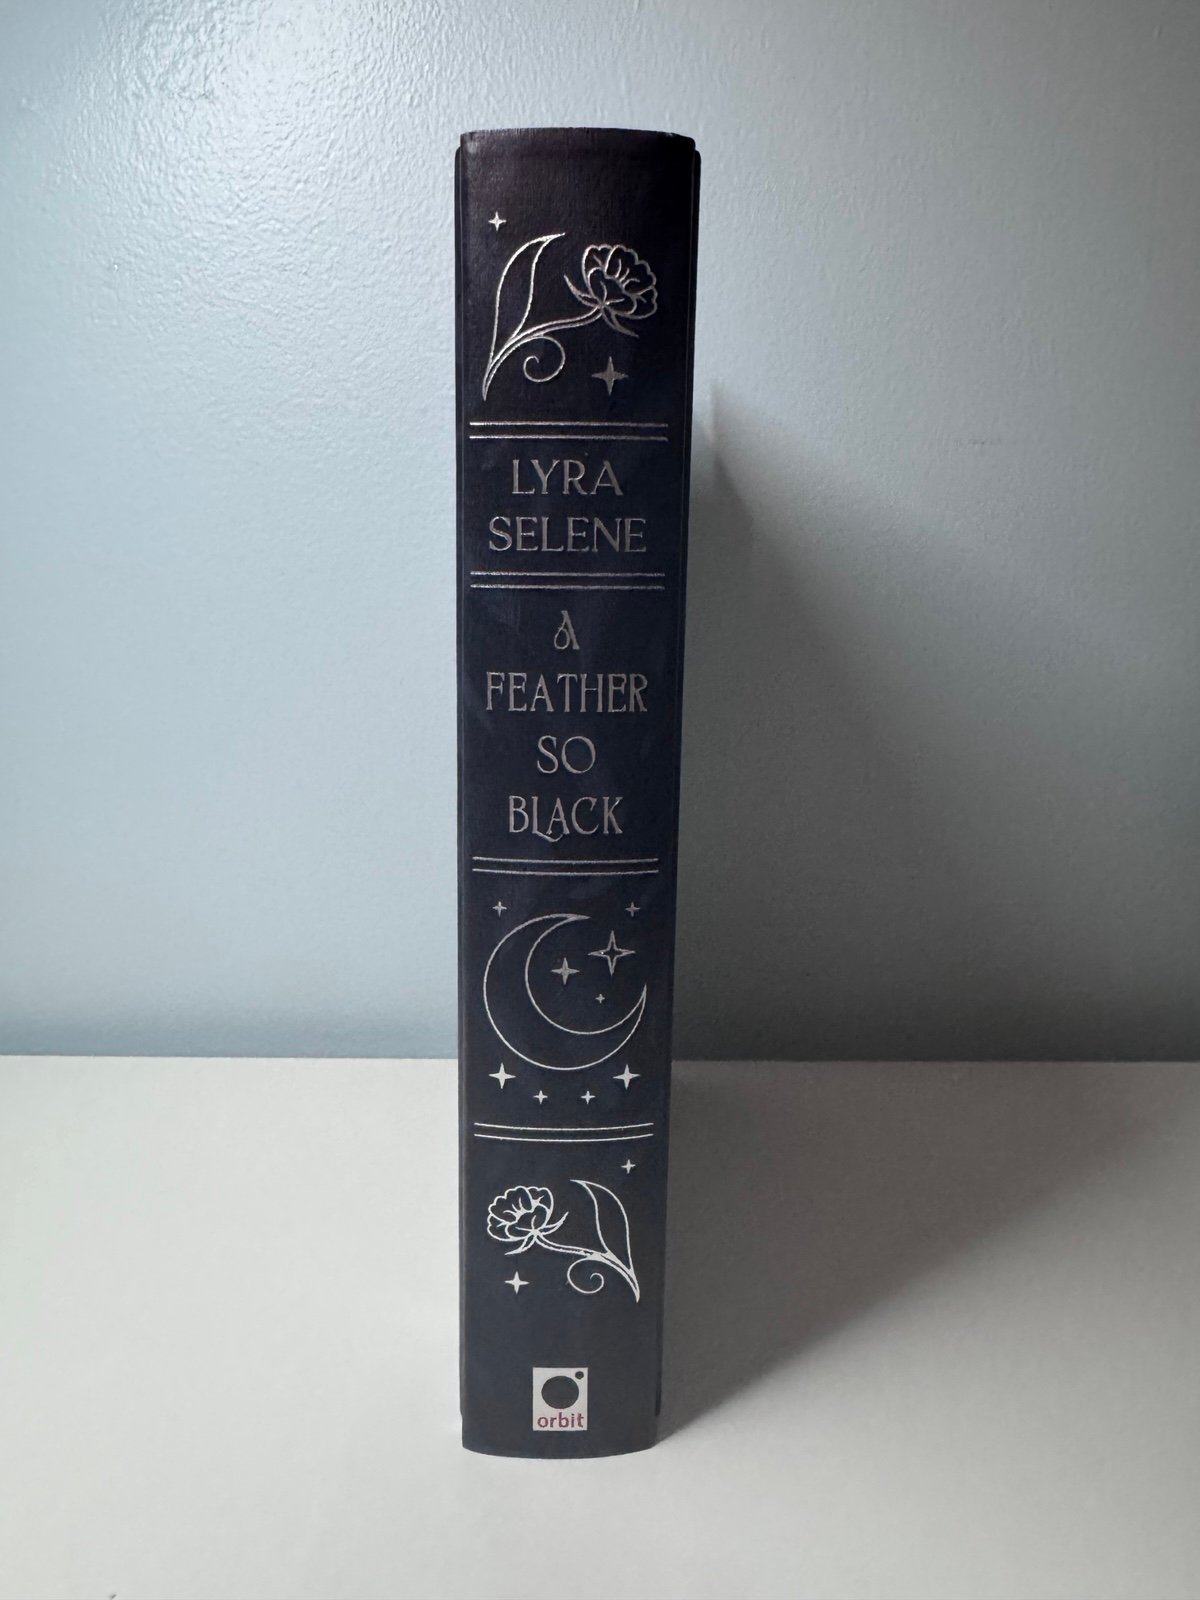 LYRA
SELENE
A
FEATHER
SO
BLACK
orbit